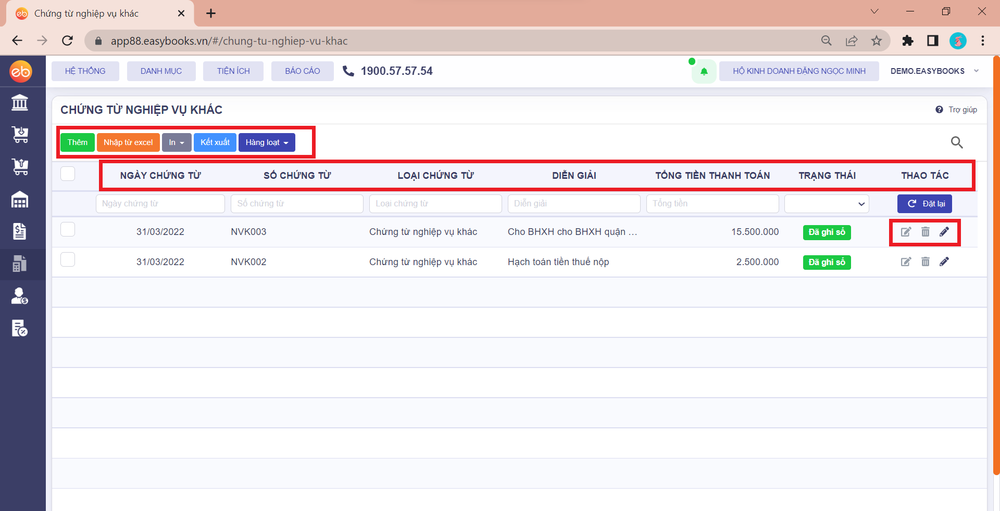 Chứng từ nghiệp vụ khác
app88.easybooks.vn/#/chung-tu-nghiep-vu-khac
eb HỆ THỐNG DANH MỤC TIỆN ÍCH BÁO CÁO 1900.57.57.54 HỘ KINH DOANH ĐẶNG NGỌC MINH DEMO.EASYBOOKS
CHỨNG TỪ NGHIỆP VỤ KHÁC Trợ giúp
Thêm Nhập từ excel In Kết xuất Hàng loạt
NGÀY CHỨNG TỪ SỐ CHỨNG TỪ LOẠI CHỨNG TỪ DIỄN GIẢI TỔNG TIỀN THANH TOÁN TRẠNG THÁI THAO TÁC
Ngày chứng từ Số chứng từ Loại chứng từ Diễn giải Tổng tiền Đặt lại
31/03/2022 NVK003 Chứng từ nghiệp vụ khác Cho BHXH cho BHXH quận ... 15.500.000 Đã ghi sổ
31/03/2022 NVK002 Chứng từ nghiệp vụ khác Hạch toán tiền thuế nộp 2.500.000 Đã ghi sổ